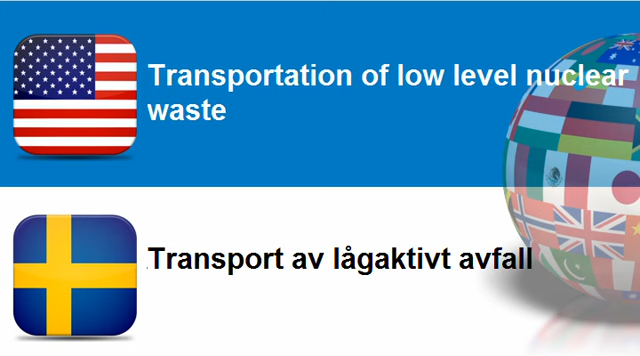 Transportation of low level nuclear
waste
Transport av lågaktivt avfall